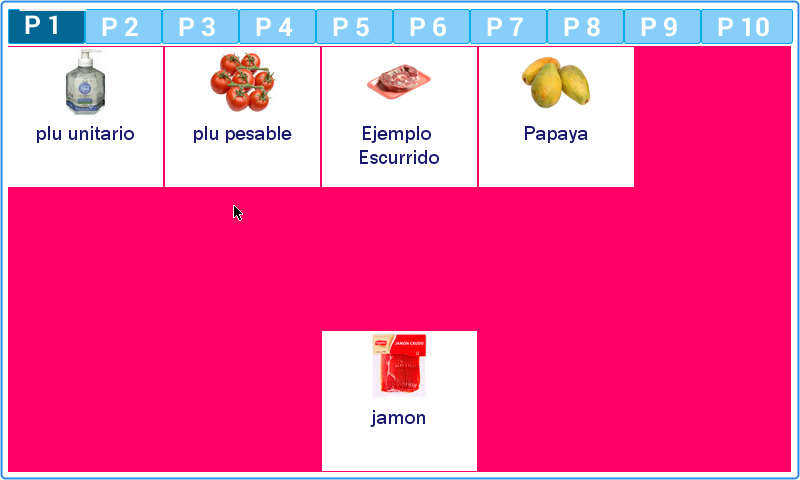 P 1 P 2 P 3 P 4 P 5 P 6 P 7 P 8 P 9 P 10
plu unitario
plu pesable
Ejemplo
Escurrido
Papaya
JAMÓN CRUDO
jamon